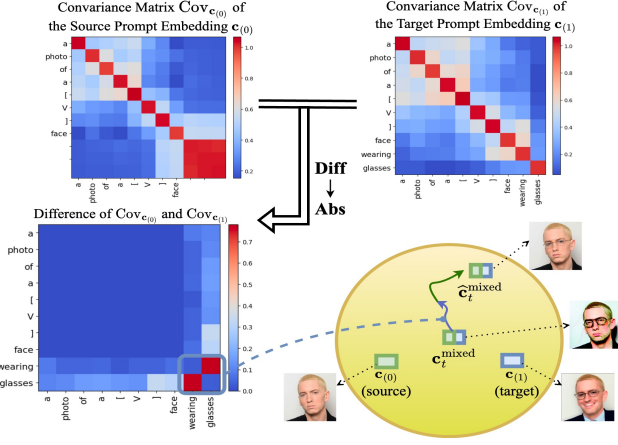 Convariance Matrix Cov_c(0) of
the Source Prompt Embedding c(0)
a
photo
of
a
[
V
]
face
a
photo
of
a
[
V
]
face
1.0
0.8
0.6
0.4
0.2
Convariance Matrix Cov_c(1) of
the Target Prompt Embedding c(1)
a
photo
of
a
[
V
]
face
wearing
glasses
a
photo
of
a
[
V
]
face
wearing
glasses
1.0
0.8
0.6
0.4
0.2
Diff
Abs
Difference of Cov_c(0) and Cov_c(1)
a
photo
of
a
[
V
]
face
wearing
glasses
a
photo
of
a
[
V
]
face
wearing
glasses
0.7
0.6
0.5
0.4
0.3
0.2
0.1
0.0
ĉ_t^mixed
c_t^mixed
c(0)
(source)
c(1)
(target)